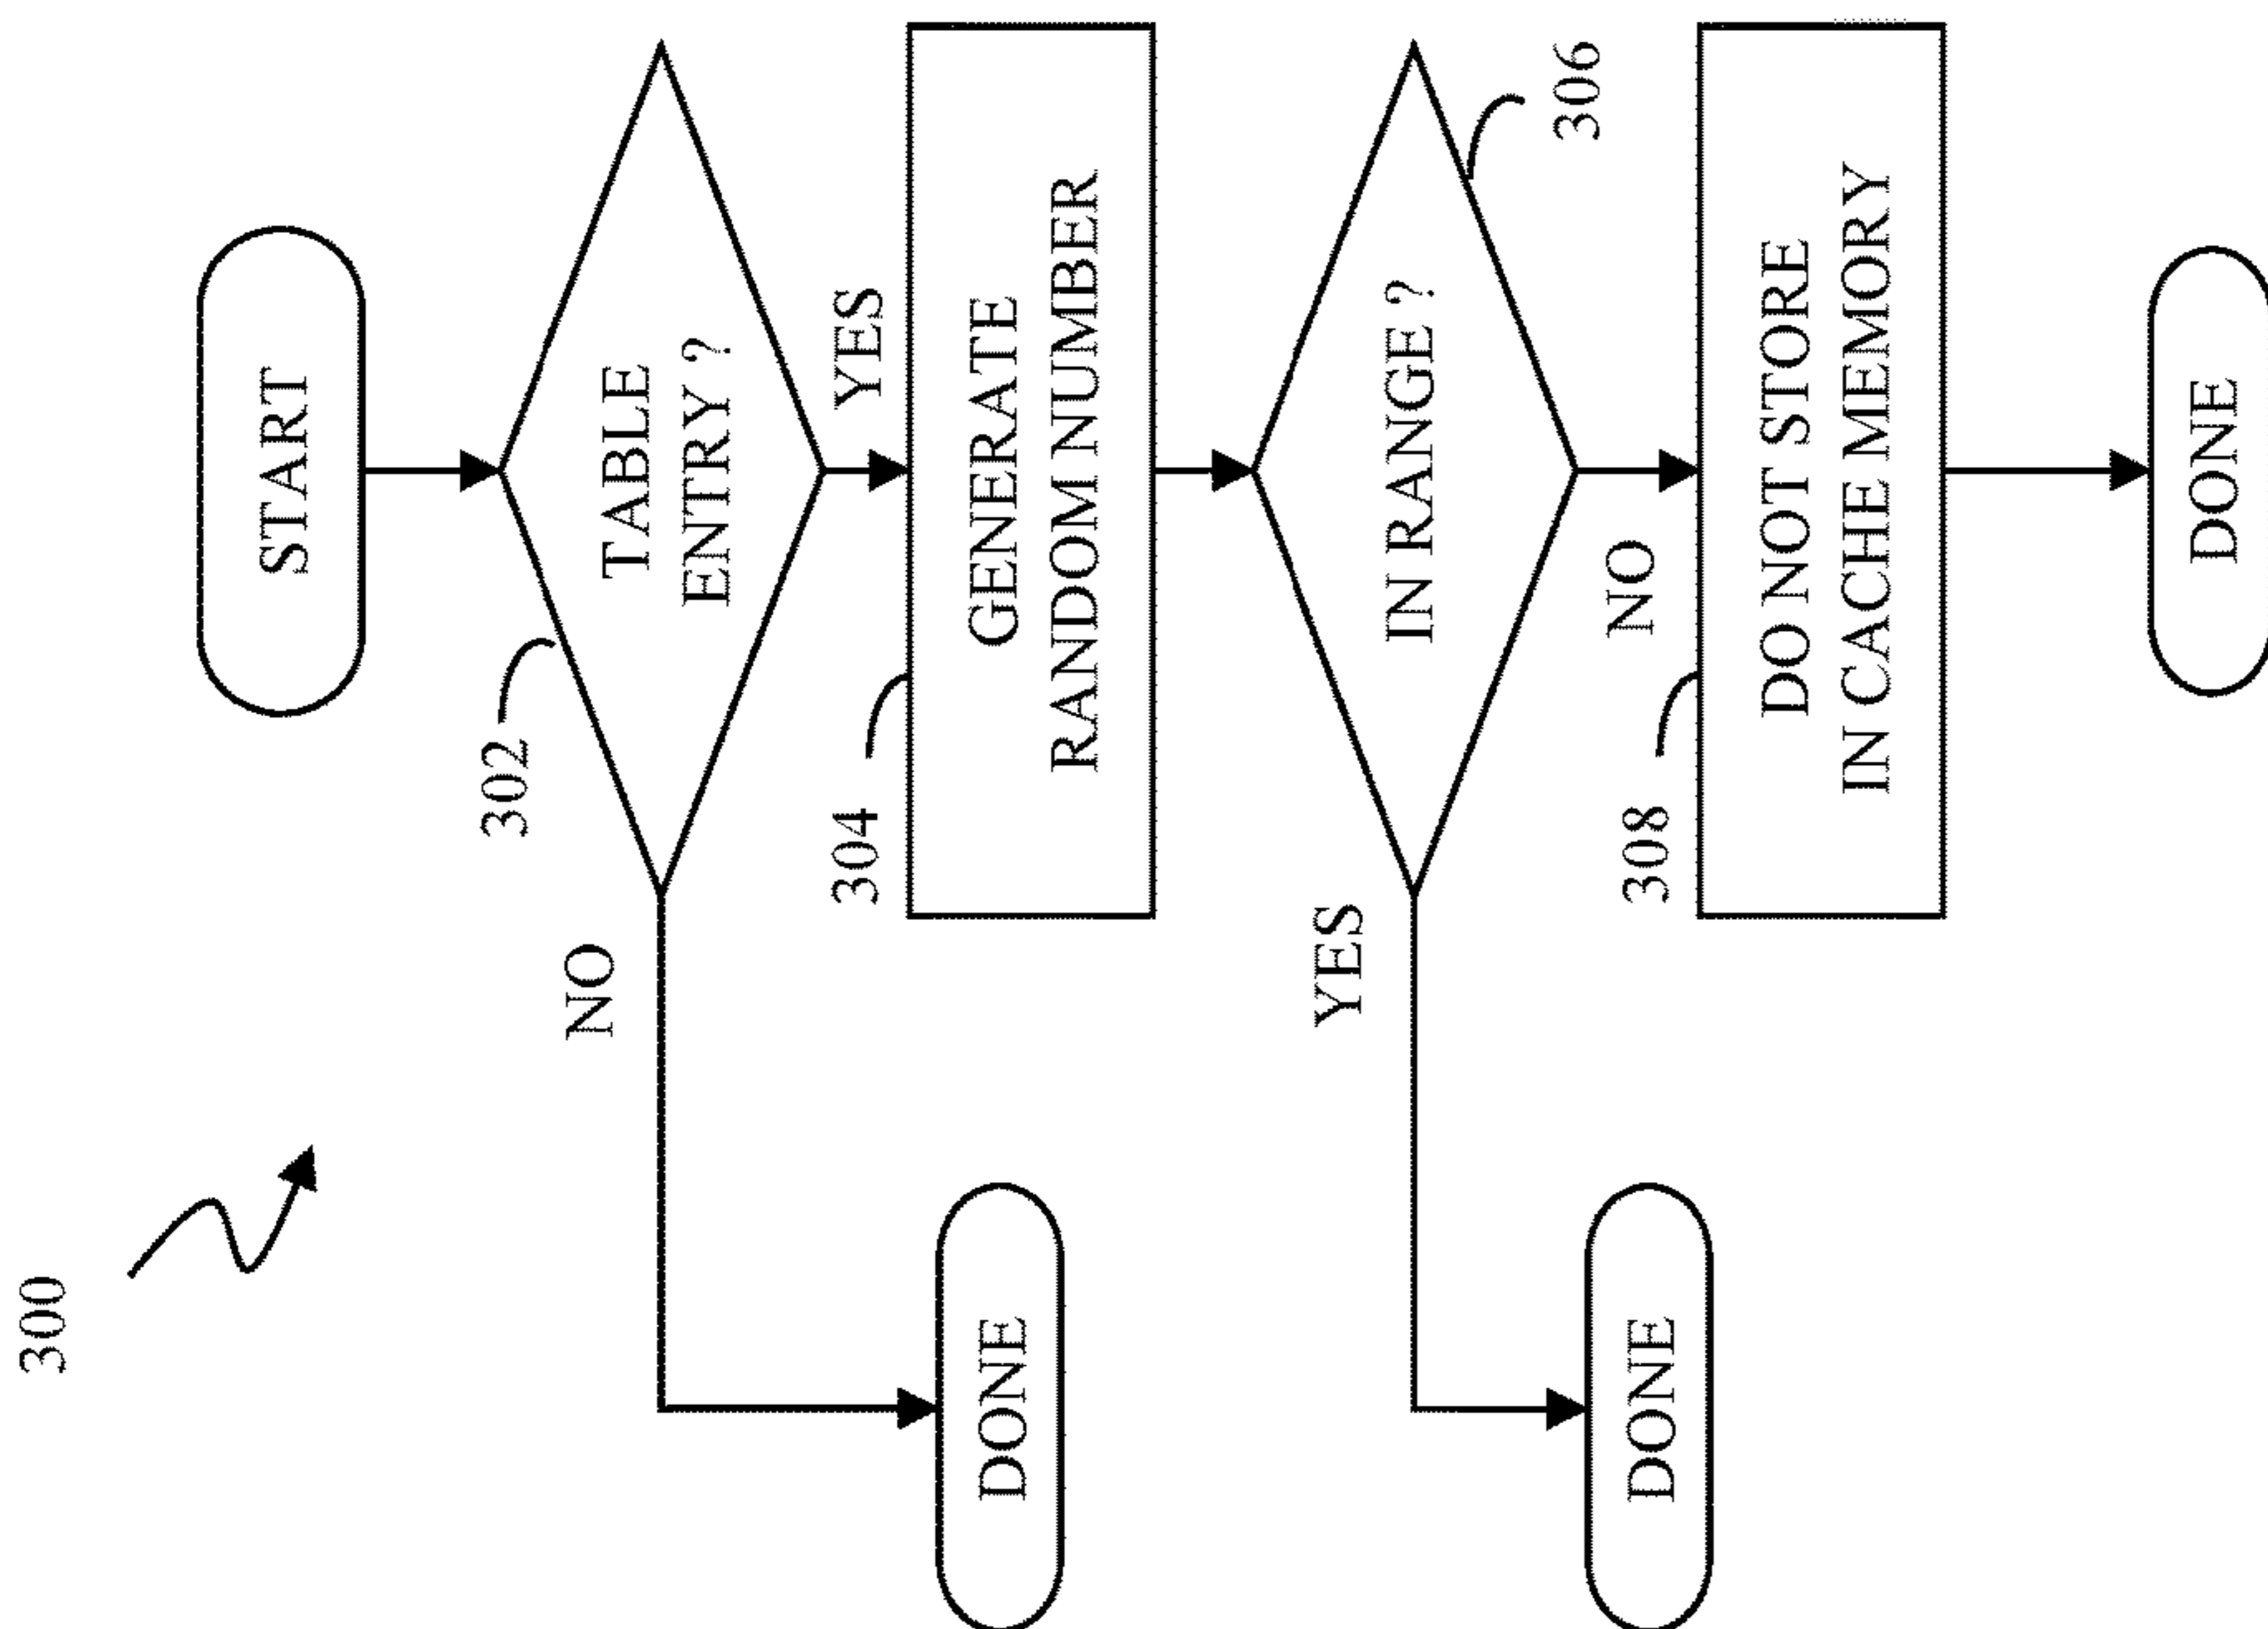 300
START
302
TABLE
ENTRY ?
NO
YES
304
GENERATE
RANDOM NUMBER
DONE
306
IN RANGE ?
YES
NO
308
DO NOT STORE
IN CACHE MEMORY
DONE
DONE